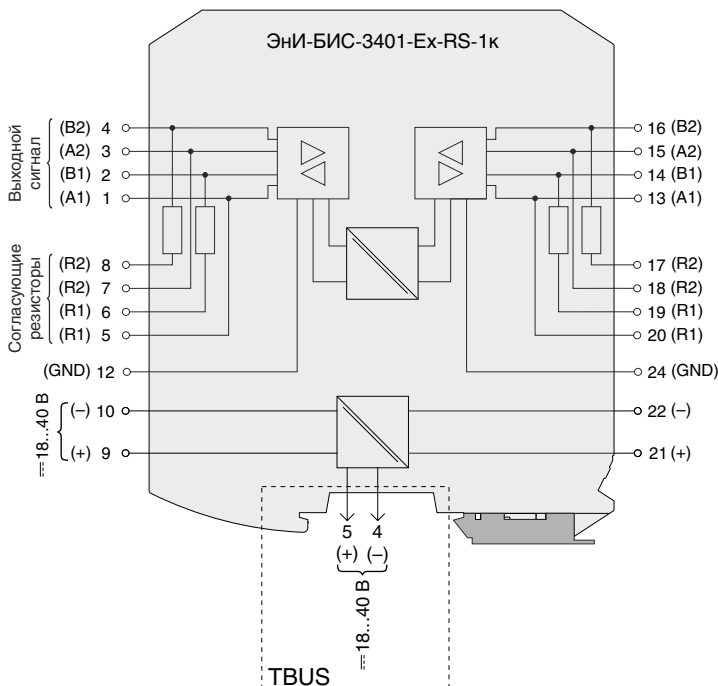 ЭнИ-БИС-3401-Ex-RS-1к
Выходной
сигнал
(B2) 4
(A2) 3
(B1) 2
(A1) 1
16 (B2)
15 (A2)
14 (B1)
13 (A1)
Согласующие
резисторы
(R2) 8
(R2) 7
(R1) 6
(R1) 5
17 (R2)
18 (R2)
19 (R1)
20 (R1)
(GND) 12
24 (GND)
⎓18...40 В
(–) 10
(+) 9
22 (–)
21 (+)
5 4
(+) (–)
⎓18...40 В
TBUS